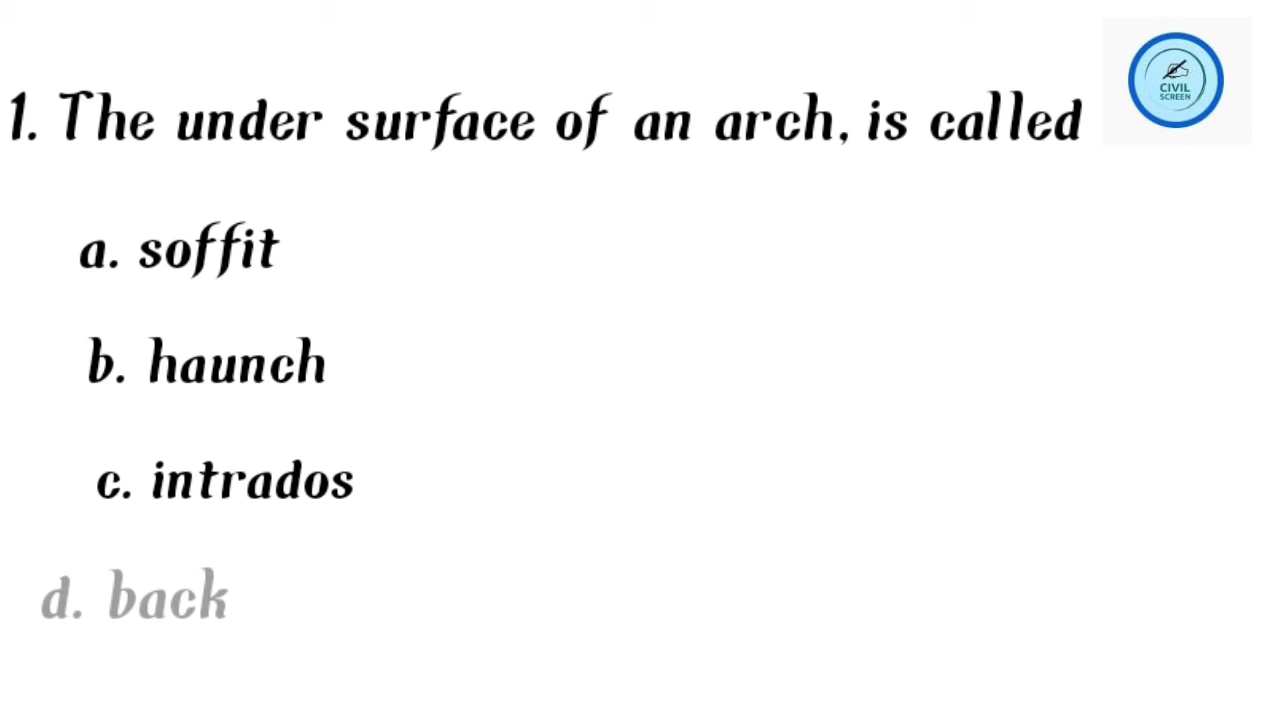 1. The under surface of an arch, is called
CIVIL
SCREEN
a. soffit
b. haunch
c. intrados
d. back